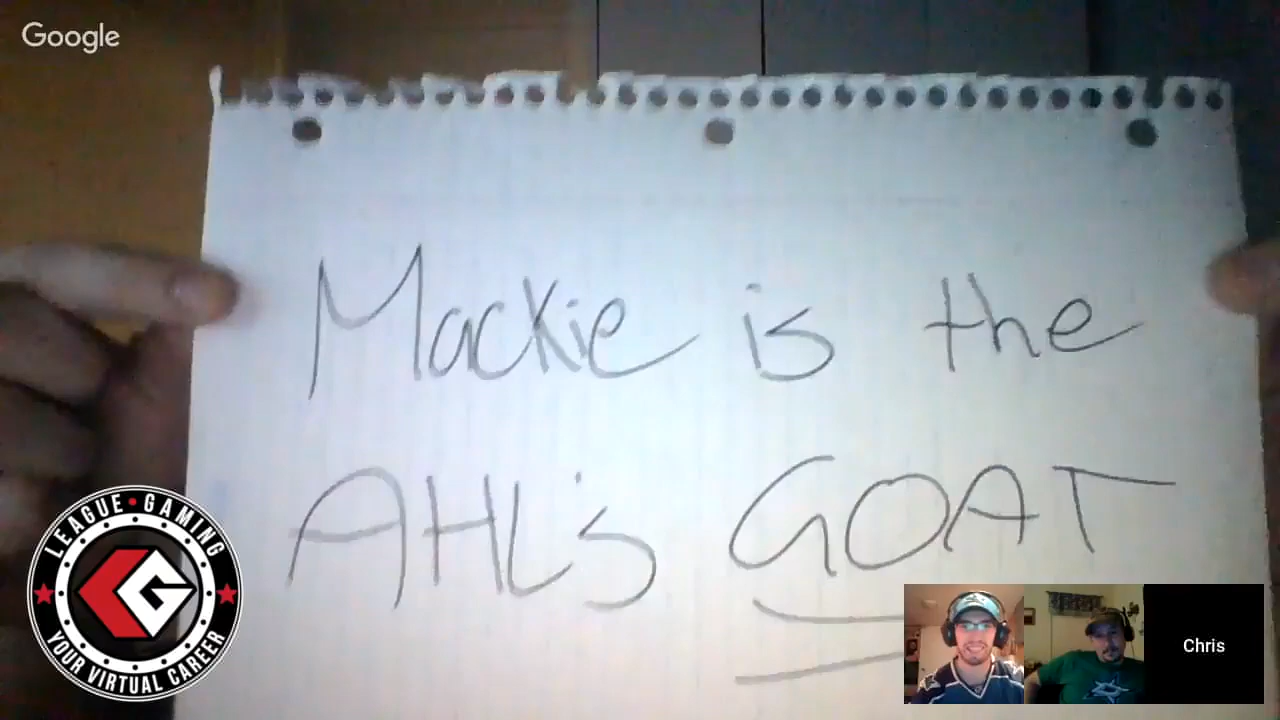 Google
Mackie is the
AHL's GOAT
LEAGUE • GAMING
YOUR VIRTUAL CAREER
Chris